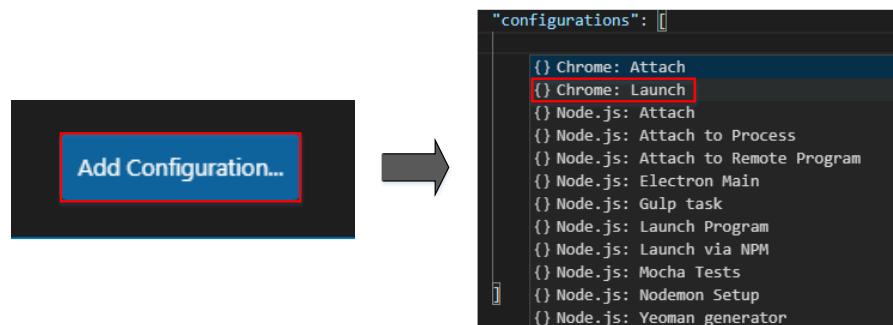 Add Configuration...
"configurations": [
{} Chrome: Attach
{} Chrome: Launch
{} Node.js: Attach
{} Node.js: Attach to Process
{} Node.js: Attach to Remote Program
{} Node.js: Electron Main
{} Node.js: Gulp task
{} Node.js: Launch Program
{} Node.js: Launch via NPM
{} Node.js: Mocha Tests
] {} Node.js: Nodemon Setup
{} Node.js: Yeoman generator